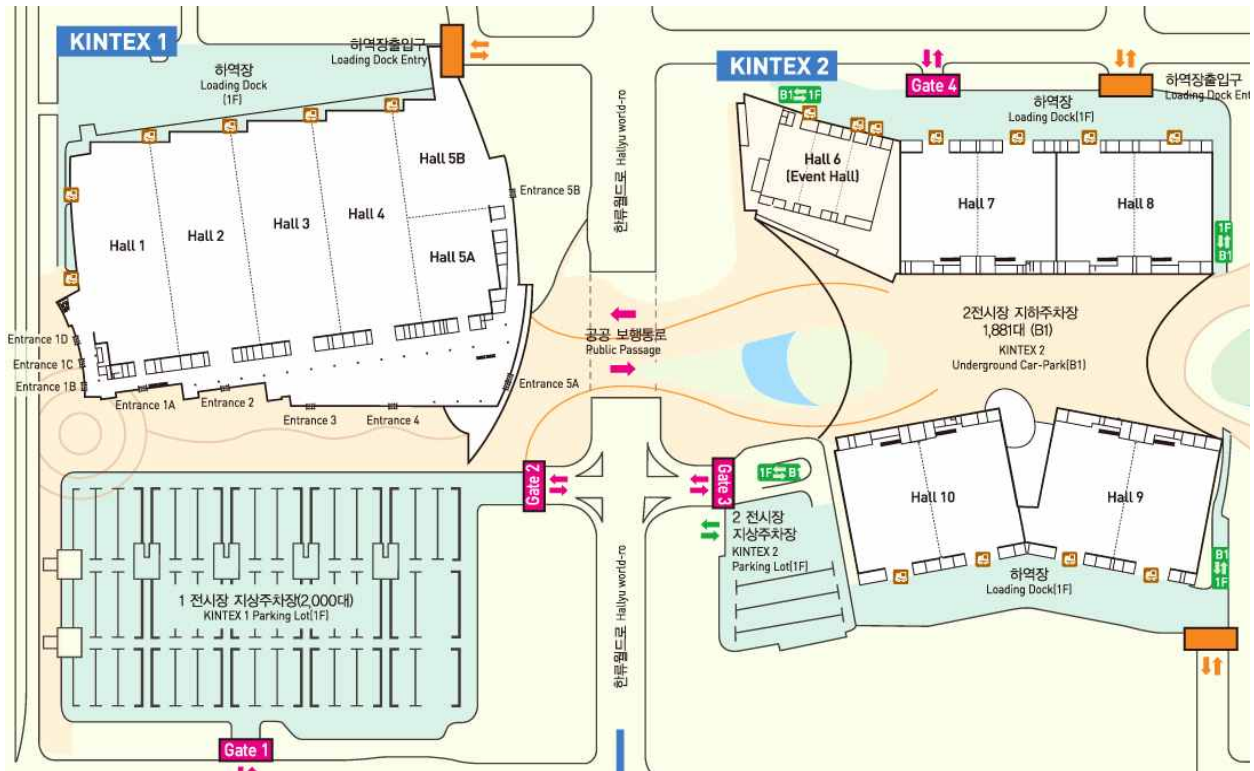 KINTEX 1
하역장출입구
Loading Dock Entry
하역장
Loading Dock
(1F)
Hall 1
Hall 2
Hall 3
Hall 4
Hall 5B
Hall 5A
Entrance 5B
Entrance 5A
Entrance 1D
Entrance 1C
Entrance 1B
Entrance 1A
Entrance 2
Entrance 3
Entrance 4
한류월드로 Hallyu world-ro
공공 보행통로
Public Passage
KINTEX 2
B1 1F
Gate 4
하역장출입구
Loading Dock Ent
하역장
Loading Dock(1F)
Hall 6
(Event Hall)
Hall 7
Hall 8
1F
B1
2전시장 지하주차장
1,881대 (B1)
KINTEX 2
Underground Car-Park(B1)
Gate 2
Gate 3
1F B1
2 전시장
지상주차장
KINTEX 2
Parking Lot(1F)
Hall 10
Hall 9
하역장
Loading Dock(1F)
B1
1F
1 전시장 지상주차장(2,000대)
KINTEX 1 Parking Lot(1F)
한류월드로 Hallyu world-ro
Gate 1